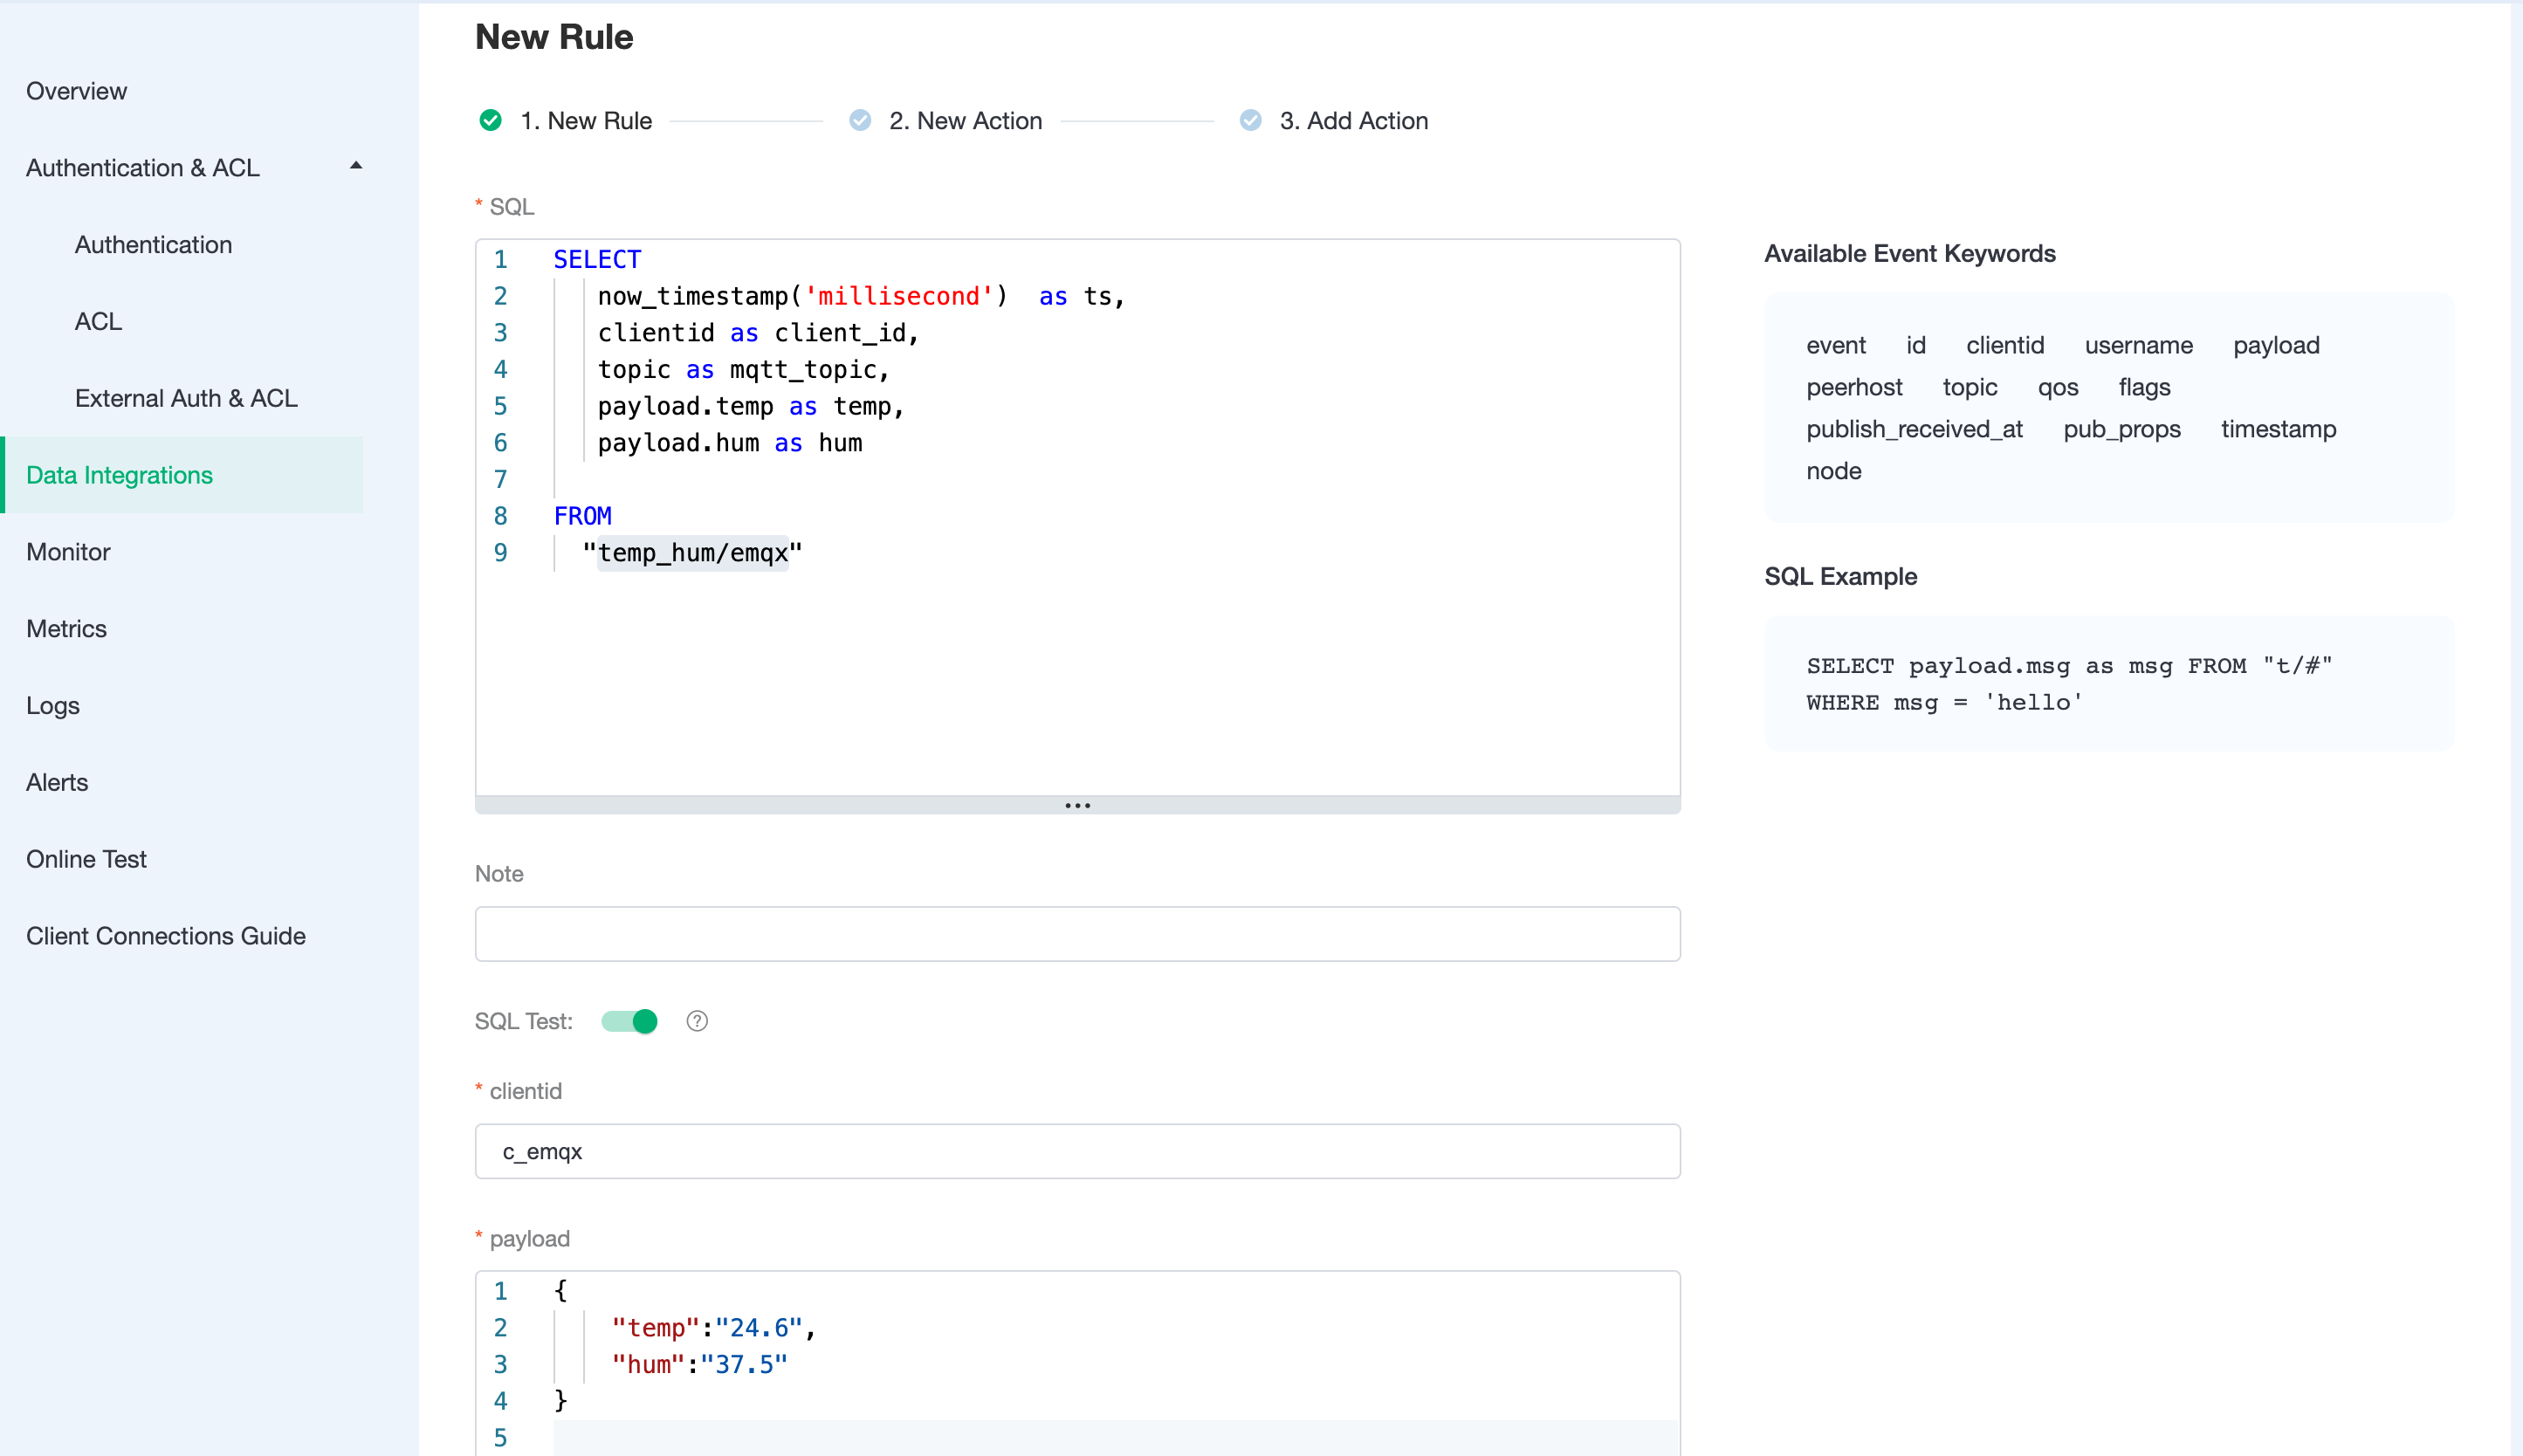 New Rule
Overview
Authentication & ACL
Authentication
ACL
External Auth & ACL
Data Integrations
Monitor
Metrics
Logs
Alerts
Online Test
Client Connections Guide
1. New Rule
2. New Action
3. Add Action
* SQL
1 SELECT
2 now_timestamp('millisecond')  as ts,
3 clientid as client_id,
4 topic as mqtt_topic,
5 payload.temp as temp,
6 payload.hum as hum
7
8 FROM
9 "temp_hum/emqx"
Available Event Keywords
event id clientid username payload
peerhost topic qos flags
publish_received_at pub_props timestamp
node
SQL Example
SELECT payload.msg as msg FROM "t/#"
WHERE msg = 'hello'
Note
SQL Test: ?
* clientid
c_emqx
* payload
1 {
2 "temp":"24.6",
3 "hum":"37.5"
4 }
5